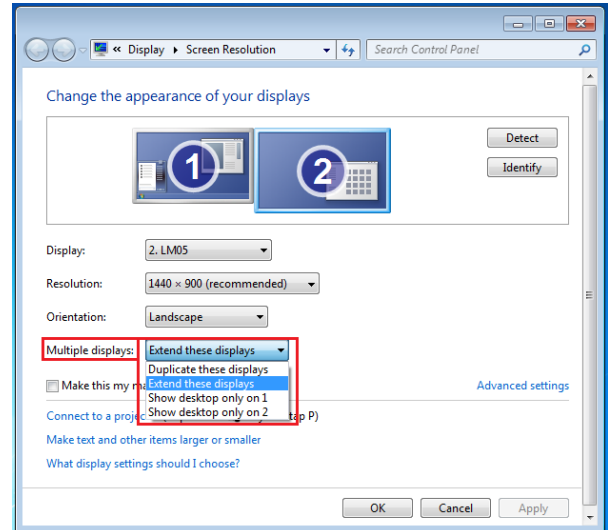 « Display ▸ Screen Resolution
Search Control Panel
Change the appearance of your displays
1
2
Detect
Identify
Display: 2. LM05
Resolution: 1440 × 900 (recommended)
Orientation: Landscape
Multiple displays: Extend these displays
Duplicate these displays
Extend these displays
Show desktop only on 1
Show desktop only on 2
Make this my
Advanced settings
Connect to a proje
tap P)
Make text and other items larger or smaller
What display settings should I choose?
OK
Cancel
Apply